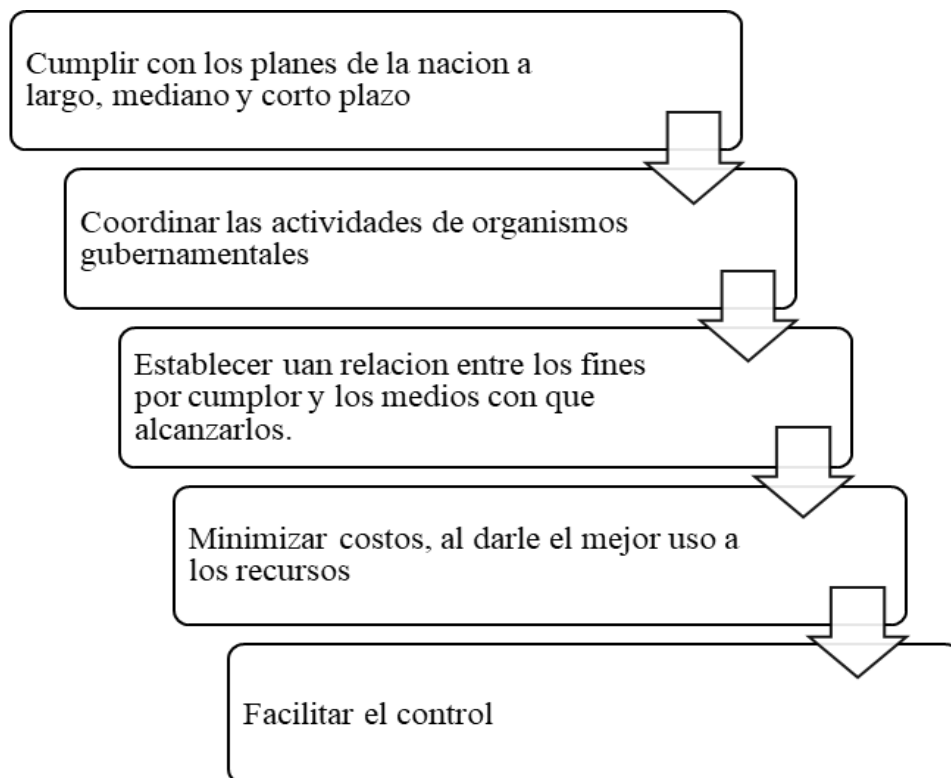 Cumplir con los planes de la nacion a
largo, mediano y corto plazo
Coordinar las actividades de organismos
gubernamentales
Establecer uan relacion entre los fines
por cumplor y los medios con que
alcanzarlos.
Minimizar costos, al darle el mejor uso a
los recursos
Facilitar el control